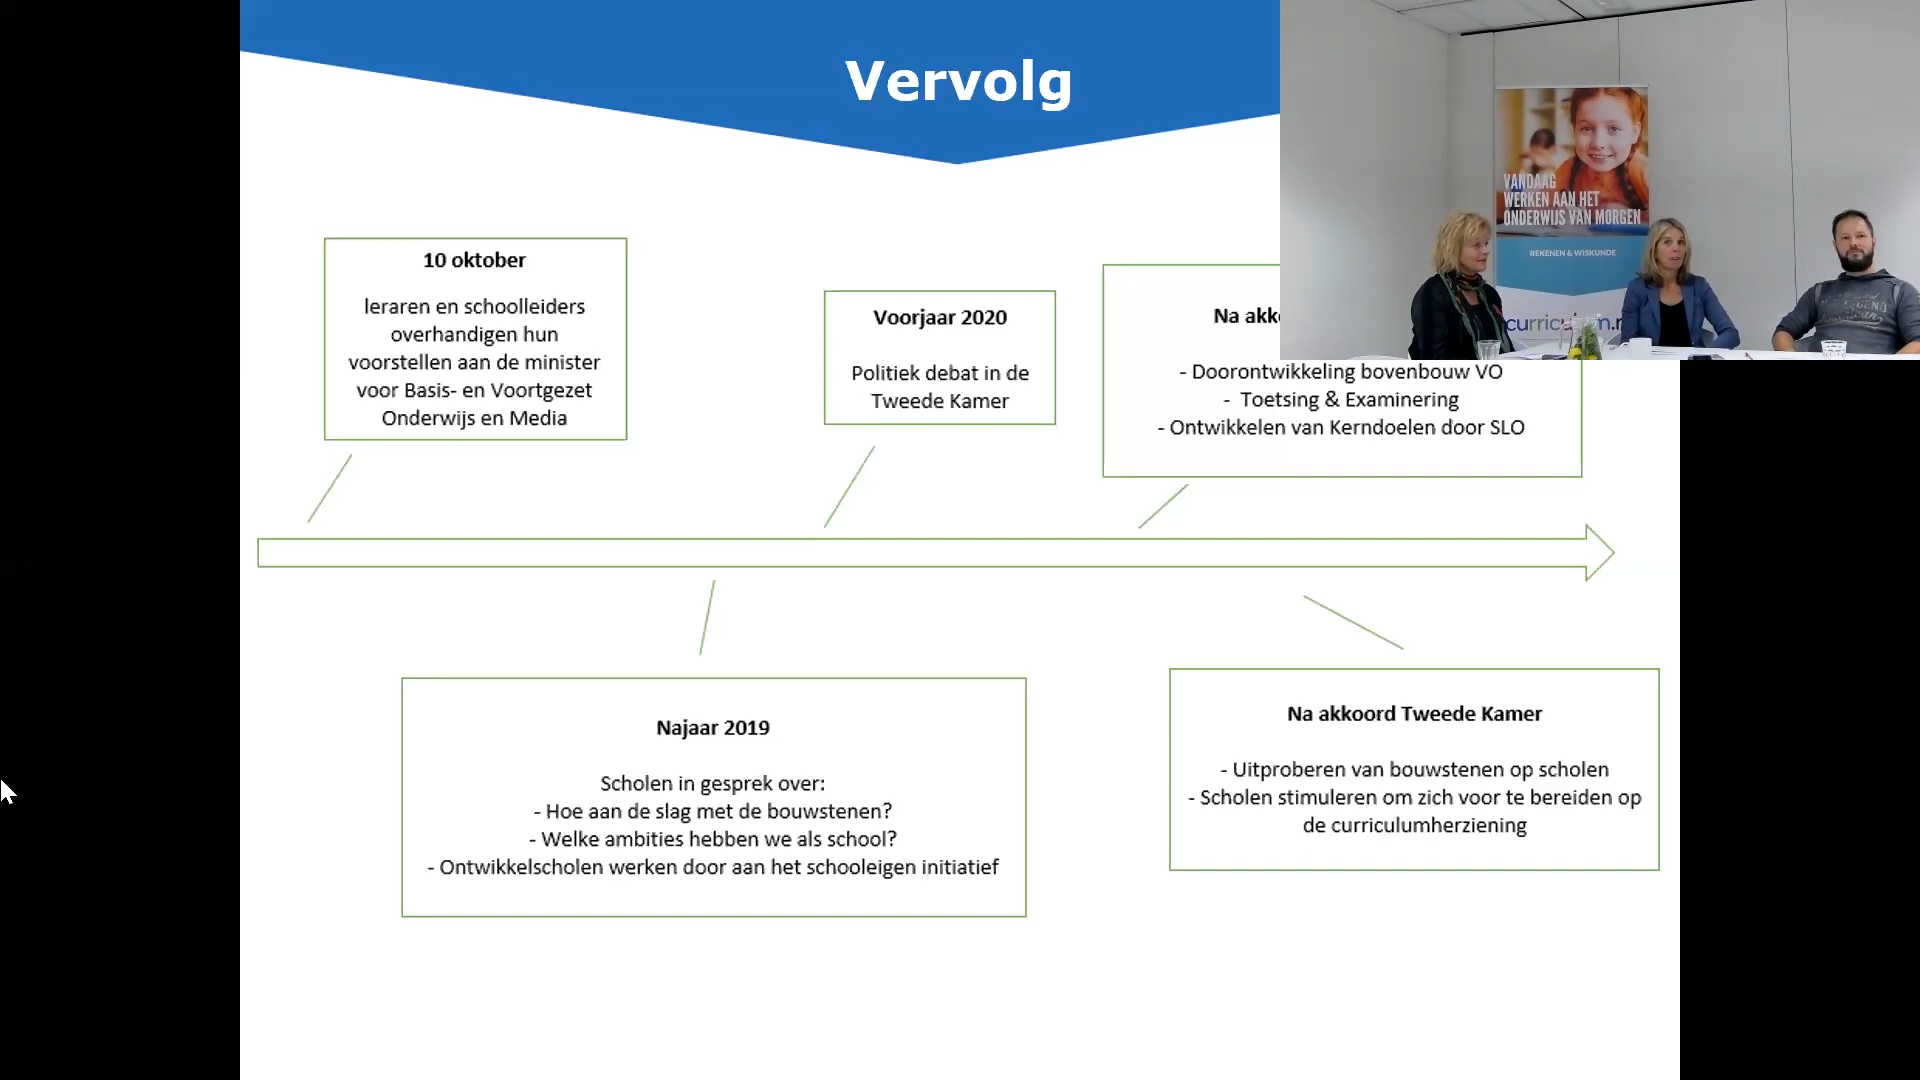 Vervolg
10 oktober
leraren en schoolleiders
overhandigen hun
voorstellen aan de minister
voor Basis- en Voortgezet
Onderwijs en Media
Voorjaar 2020
Politiek debat in de
Tweede Kamer
Na
- Doorontwikkeling bovenbouw VO
- Toetsing & Examinering
- Ontwikkelen van Kerndoelen door SLO
VANDAAG
WERKEN AAN HET
ONDERWIJS VAN MORGEN
REKENEN & WISKUNDE
Najaar 2019
Scholen in gesprek over:
- Hoe aan de slag met de bouwstenen?
- Welke ambities hebben we als school?
- Ontwikkelscholen werken door aan het schooleigen initiatief
Na akkoord Tweede Kamer
- Uitproberen van bouwstenen op scholen
- Scholen stimuleren om zich voor te bereiden op
de curriculumherziening